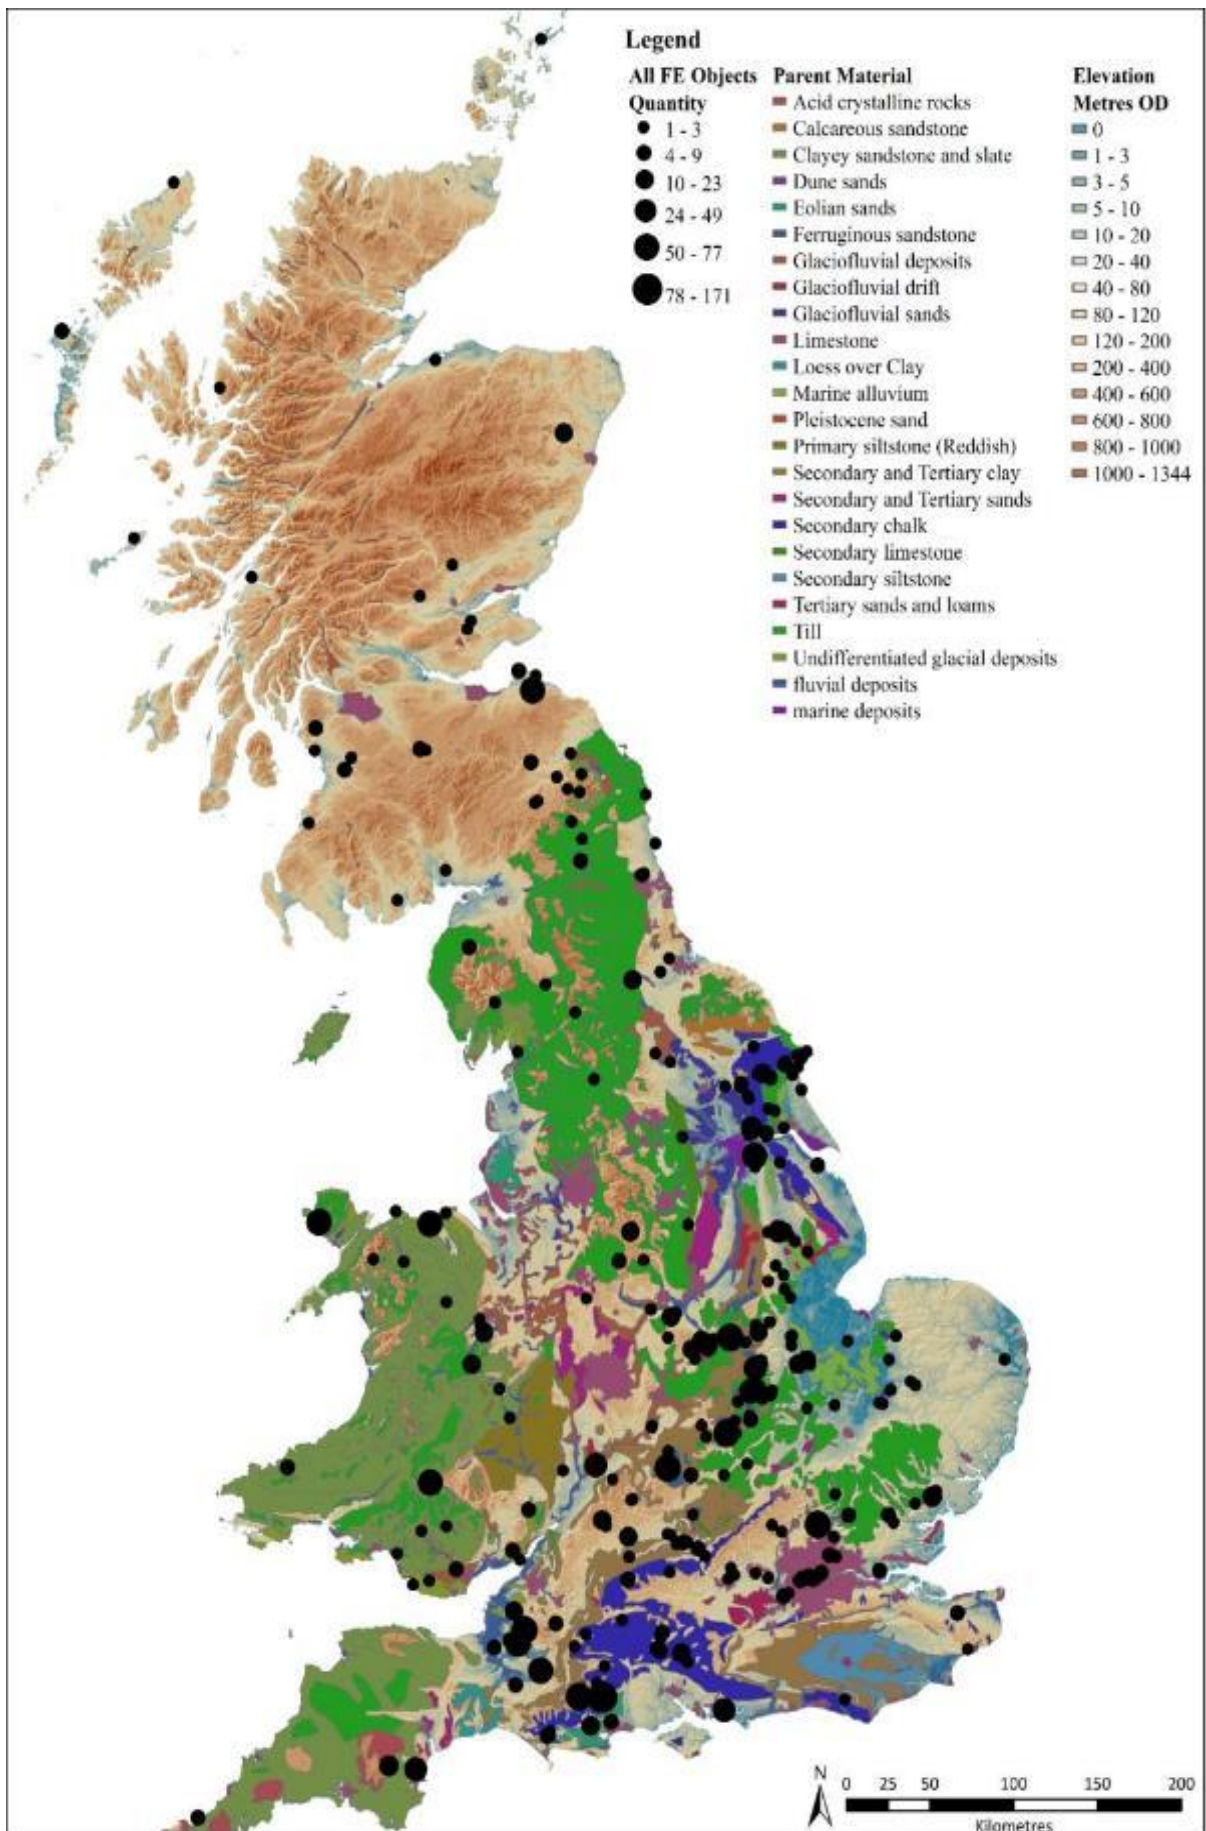 Legend
All FE Objects
Quantity
1 - 3
4 - 9
10 - 23
24 - 49
50 - 77
78 - 171
Parent Material
Acid crystalline rocks
Calcareous sandstone
Clayey sandstone and slate
Dune sands
Eolian sands
Ferruginous sandstone
Glaciofluvial deposits
Glaciofluvial drift
Glaciofluvial sands
Limestone
Loess over Clay
Marine alluvium
Pleistocene sand
Primary siltstone (Reddish)
Secondary and Tertiary clay
Secondary and Tertiary sands
Secondary chalk
Secondary limestone
Secondary siltstone
Tertiary sands and loams
Till
Undifferentiated glacial deposits
fluvial deposits
marine deposits
Elevation
Metres OD
0
1 - 3
3 - 5
5 - 10
10 - 20
20 - 40
40 - 80
80 - 120
120 - 200
200 - 400
400 - 600
600 - 800
800 - 1000
1000 - 1344
N
0 25 50 100 150 200
Kilometres